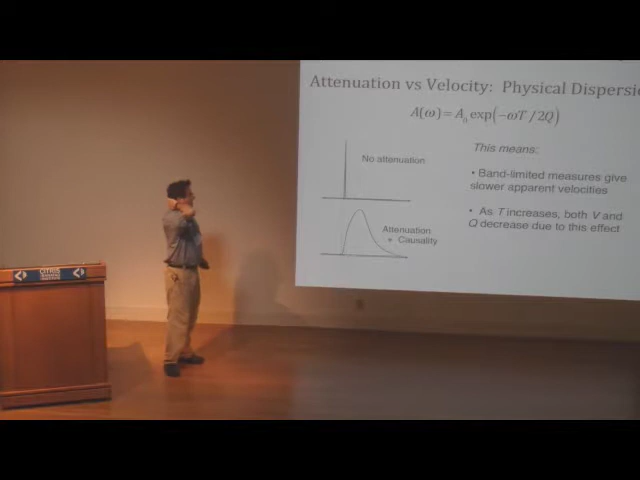 Attenuation vs Velocity: Physical Dispersi
A(ω) = A₀ exp(−ωT / 2Q)
This means:
No attenuation
• Band-limited measures give
slower apparent velocities
• As T increases, both V and
Q decrease due to this effect
Attenuation
+ Causality
CITRIS